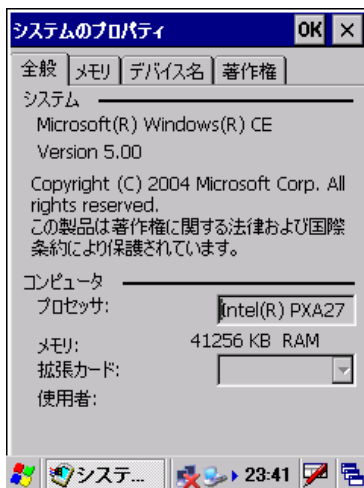 システムのプロパティ OK ×
全般 メモリ デバイス名 著作権
システム
Microsoft(R) Windows(R) CE
Version 5.00
Copyright (C) 2004 Microsoft Corp. All
rights reserved.
この製品は著作権に関する法律および国際
条約により保護されています。
コンピュータ
プロセッサ: Intel(R) PXA27
メモリ: 41256 KB RAM
拡張カード:
使用者:
システ... 23:41